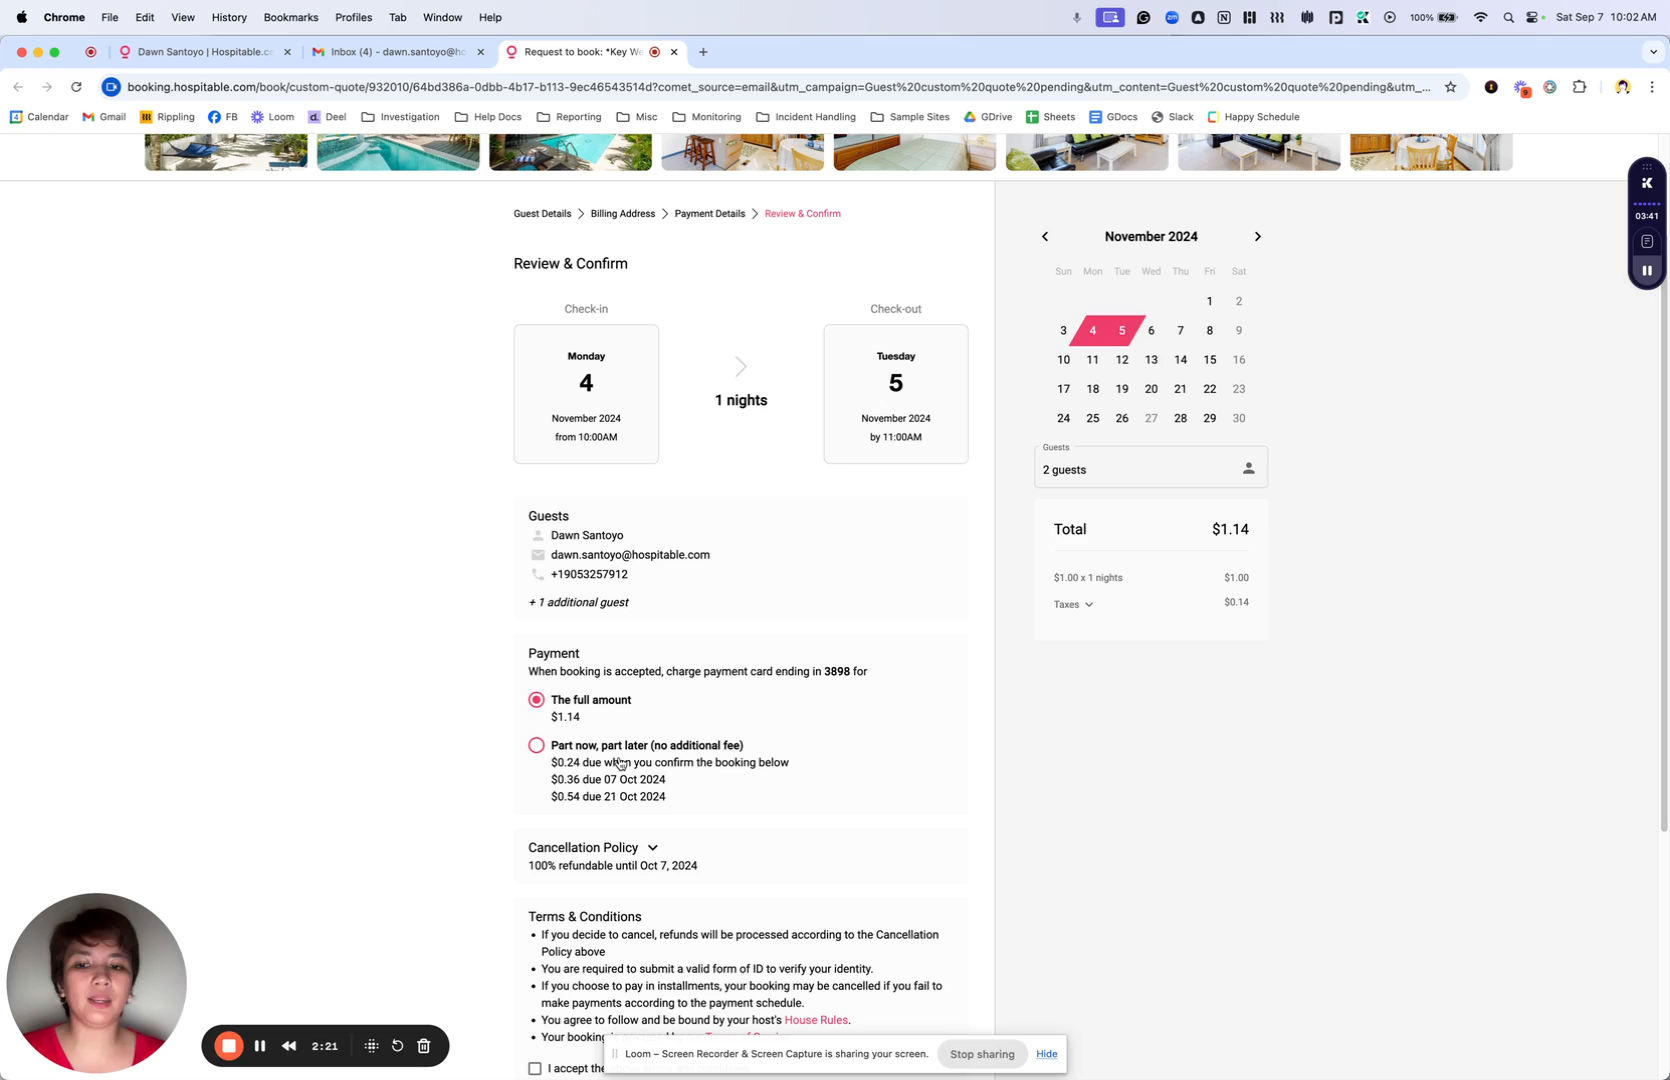 Chrome File Edit View History Bookmarks Profiles Tab Window Help
100% Sat Sep 7 10:02 AM
Dawn Santoyo | Hospitable.c
Inbox (4) - dawn.santoyo@ho
Request to book: *Key We
booking.hospitable.com/book/custom-quote/932010/64bd386a-0dbb-4b17-b113-9ec46543514d?comet_source=email&utm_campaign=Guest%20custom%20quote%20pending&utm_content=Guest%20custom%20quote%20pending&utm_...
Calendar Gmail Rippling FB Loom Deel Investigation Help Docs Reporting Misc Monitoring Incident Handling Sample Sites GDrive Sheets GDocs Slack Happy Schedule
03:41
Guest Details Billing Address Payment Details Review & Confirm
Review & Confirm
Check-in
Monday
4
November 2024
from 10:00AM
1 nights
Check-out
Tuesday
5
November 2024
by 11:00AM
Guests
Dawn Santoyo
dawn.santoyo@hospitable.com
+19053257912
+ 1 additional guest
Payment
When booking is accepted, charge payment card ending in 3898 for
The full amount
$1.14
Part now, part later (no additional fee)
$0.24 due when you confirm the booking below
$0.36 due 07 Oct 2024
$0.54 due 21 Oct 2024
Cancellation Policy
100% refundable until Oct 7, 2024
Terms & Conditions
• If you decide to cancel, refunds will be processed according to the Cancellation
Policy above
• You are required to submit a valid form of ID to verify your identity.
• If you choose to pay in installments, your booking may be cancelled if you fail to
make payments according to the payment schedule.
• You agree to follow and be bound by your host's House Rules.
• Your booking
I accept the
November 2024
Sun Mon Tue Wed Thu Fri Sat
1 2
3 4 5 6 7 8 9
10 11 12 13 14 15 16
17 18 19 20 21 22 23
24 25 26 27 28 29 30
Guests
2 guests
Total $1.14
$1.00 x 1 nights $1.00
Taxes $0.14
2:21
Loom – Screen Recorder & Screen Capture is sharing your screen. Stop sharing Hide